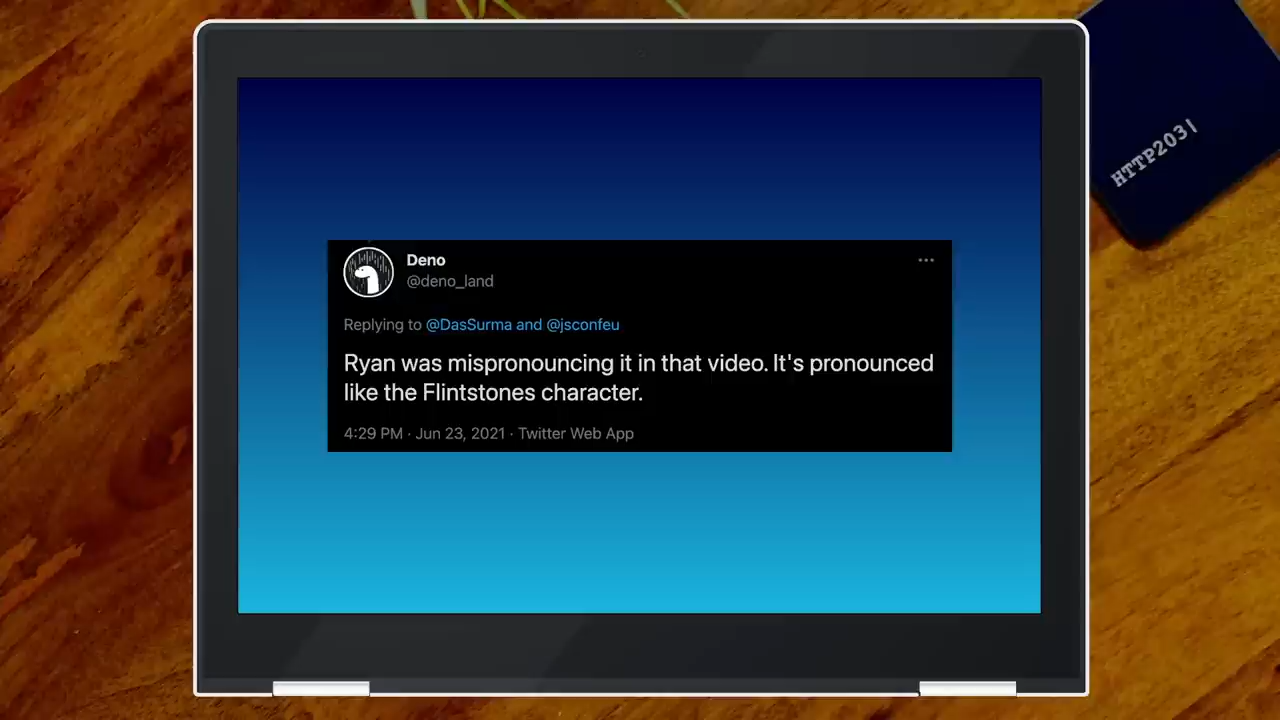 HTTP203|
Deno
@deno_land
Replying to @DasSurma and @jsconfeu
Ryan was mispronouncing it in that video. It's pronounced
like the Flintstones character.
4:29 PM · Jun 23, 2021 · Twitter Web App